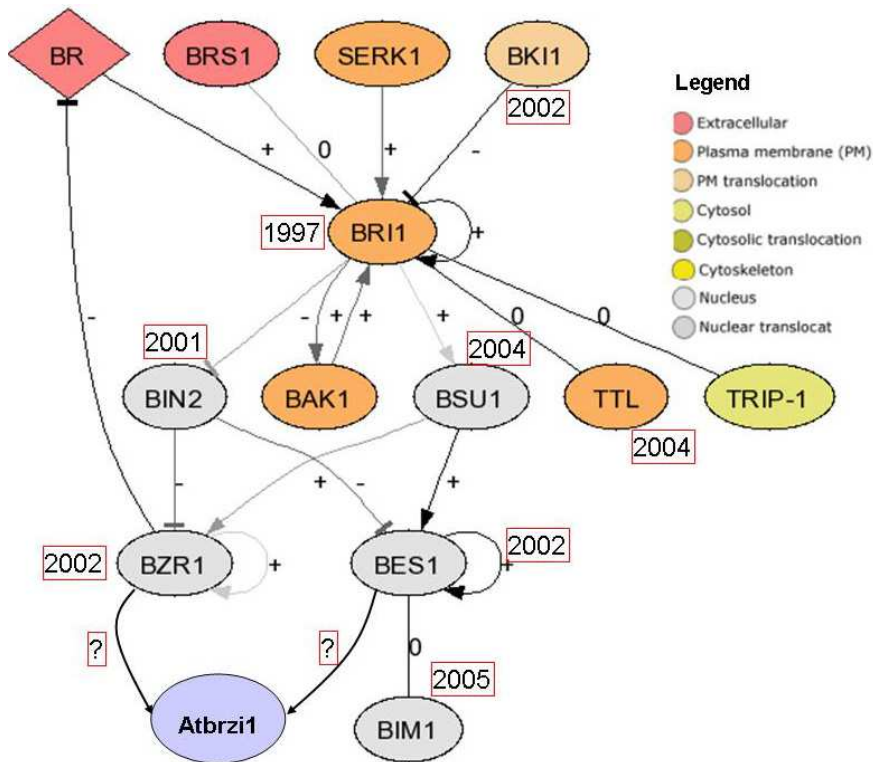 BR
BRS1
SERK1
BKI1
2002
Legend
Extracellular
Plasma membrane (PM)
PM translocation
Cytosol
Cytosolic translocation
Cytoskeleton
Nucleus
Nuclear translocat
+
0
+
-
1997
BRI1
+
-
-
+
+
+
0
0
2001
2004
BIN2
BAK1
BSU1
TTL
TRIP-1
2004
-
+
-
+
2002
BZR1
+
BES1
2002
+
?
?
0
2005
Atbrzi1
BIM1